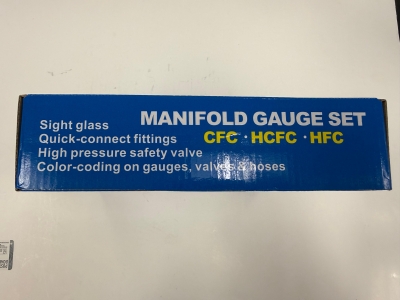 MANIFOLD GAUGE SET
CFC · HCFC · HFC
Sight glass
Quick-connect fittings
High pressure safety valve
Color-coding on gauges, valves & hoses